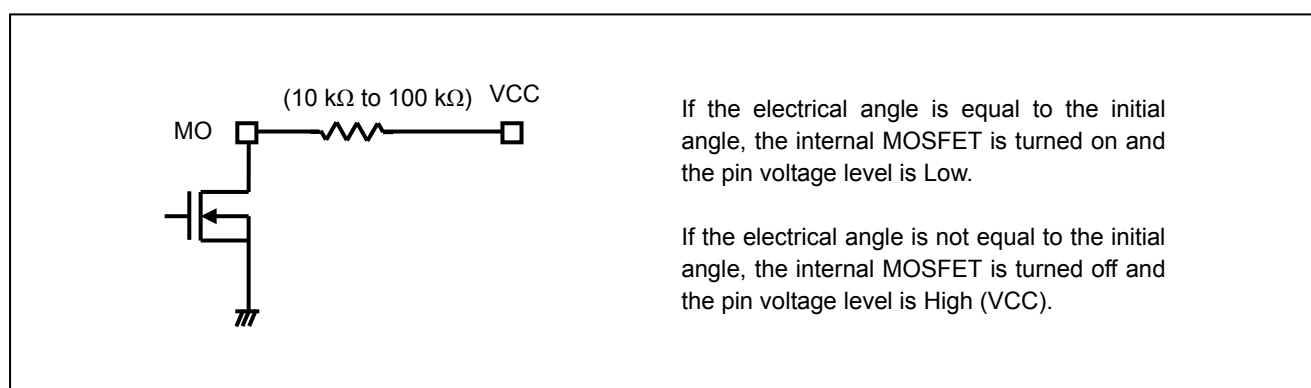 (10 kΩ to 100 kΩ) VCC
MO
If the electrical angle is equal to the initial
angle, the internal MOSFET is turned on and
the pin voltage level is Low.
If the electrical angle is not equal to the initial
angle, the internal MOSFET is turned off and
the pin voltage level is High (VCC).